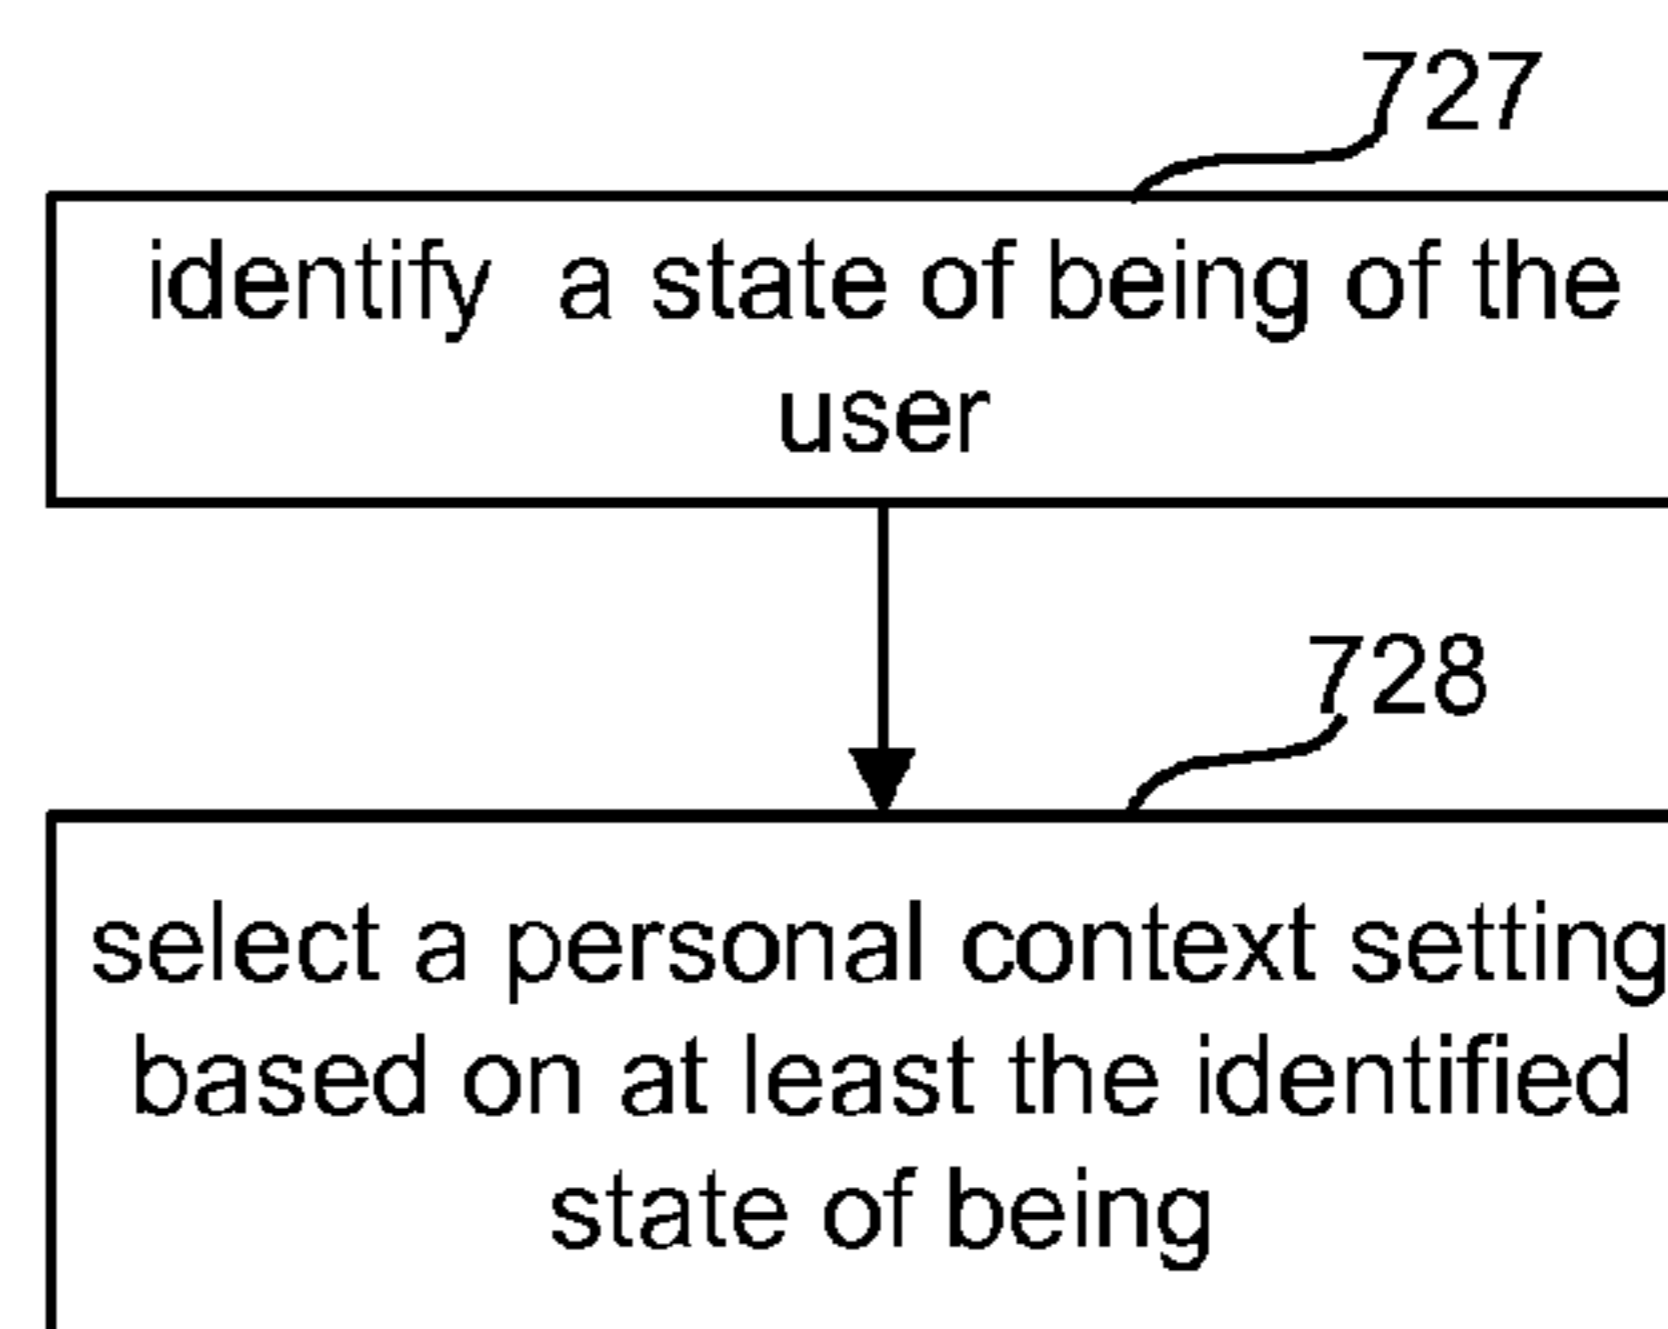 727
identify a state of being of the
user
728
select a personal context setting
based on at least the identified
state of being